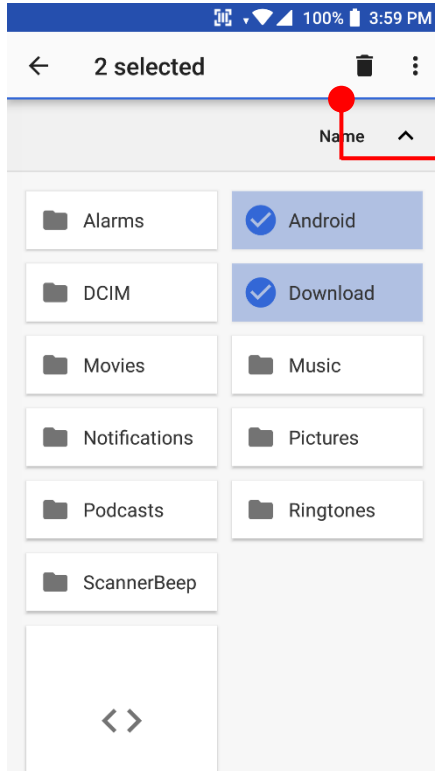 100% 3:59 PM
2 selected
Name
Alarms Android
DCIM Download
Movies Music
Notifications Pictures
Podcasts Ringtones
ScannerBeep